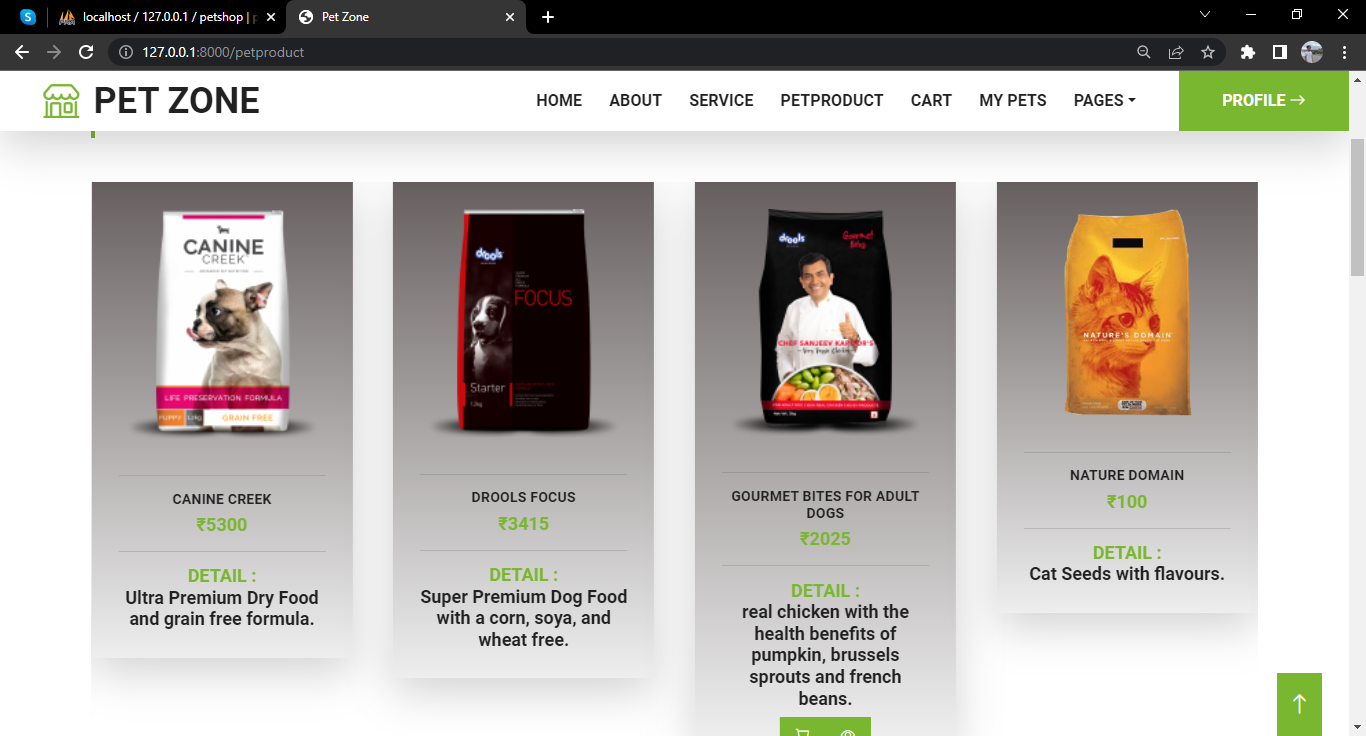 localhost / 127.0.0.1 / petshop | p
Pet Zone
127.0.0.1:8000/petproduct
PET ZONE
HOME
ABOUT
SERVICE
PETPRODUCT
CART
MY PETS
PAGES
PROFILE →
CANINE
CREEK
LIFE PRESERVATION FORMULA
PUPPY
GRAIN FREE
CANINE CREEK
₹5300
DETAIL :
Ultra Premium Dry Food
and grain free formula.
drools
FOCUS
Starter
1.2kg
DROOLS FOCUS
₹3415
DETAIL :
Super Premium Dog Food
with a corn, soya, and
wheat free.
drools
Gourmet
Bites
CHEF SANJEEV KAPOOR'S
GOURMET BITES FOR ADULT
DOGS
₹2025
DETAIL :
real chicken with the
health benefits of
pumpkin, brussels
sprouts and french
beans.
NATURE'S DOMAIN
NATURE DOMAIN
₹100
DETAIL :
Cat Seeds with flavours.